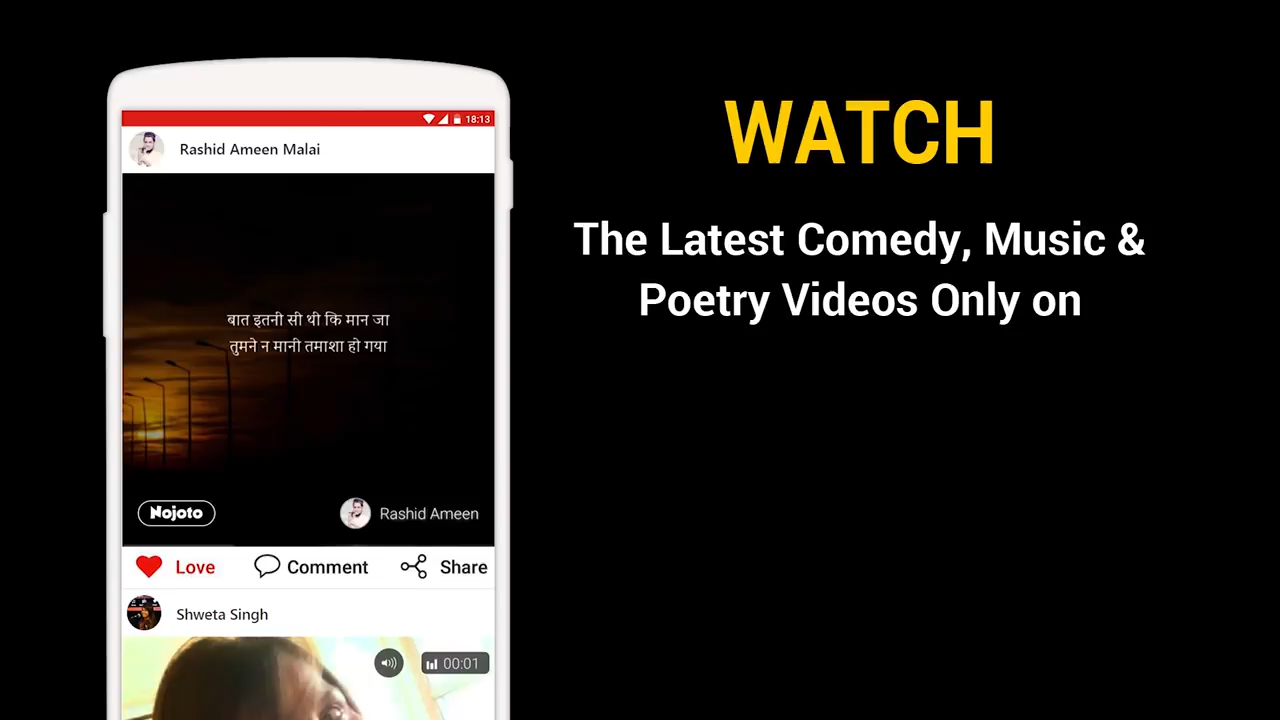 18:13
Rashid Ameen Malai
बात इतनी सी थी कि मान जा
तुमने न मानी तमाशा हो गया
Nojoto
Rashid Ameen
Love
Comment
Share
Shweta Singh
00:01
WATCH
The Latest Comedy, Music &
Poetry Videos Only on